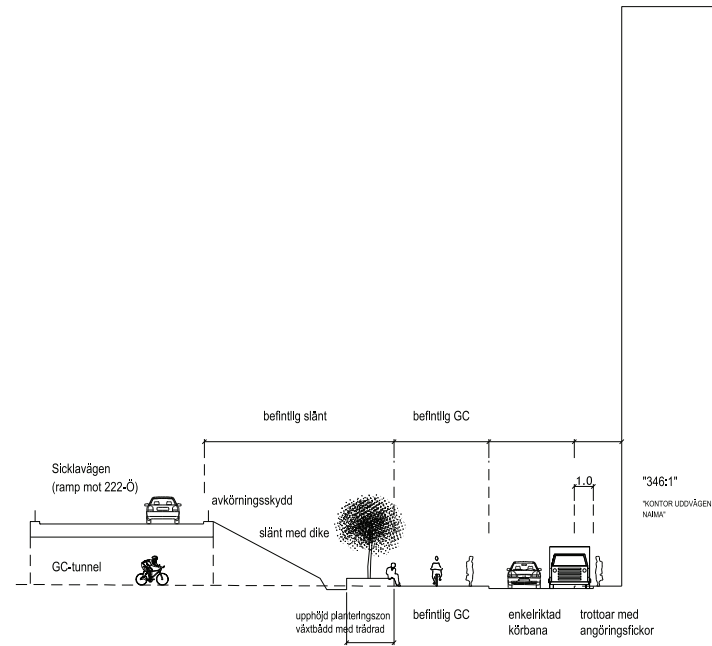 befintlig slänt
befintlig GC
Sicklavägen
(ramp mot 222-Ö)
avkörningsskydd
1.0
"346:1"
"KONTOR UDDVÄGEN
NAIMA"
slänt med dike
GC-tunnel
upphöjd planteringszon
växtbädd med trädrad
befintlig GC
enkelriktad
körbana
trottoar med
angöringsfickor